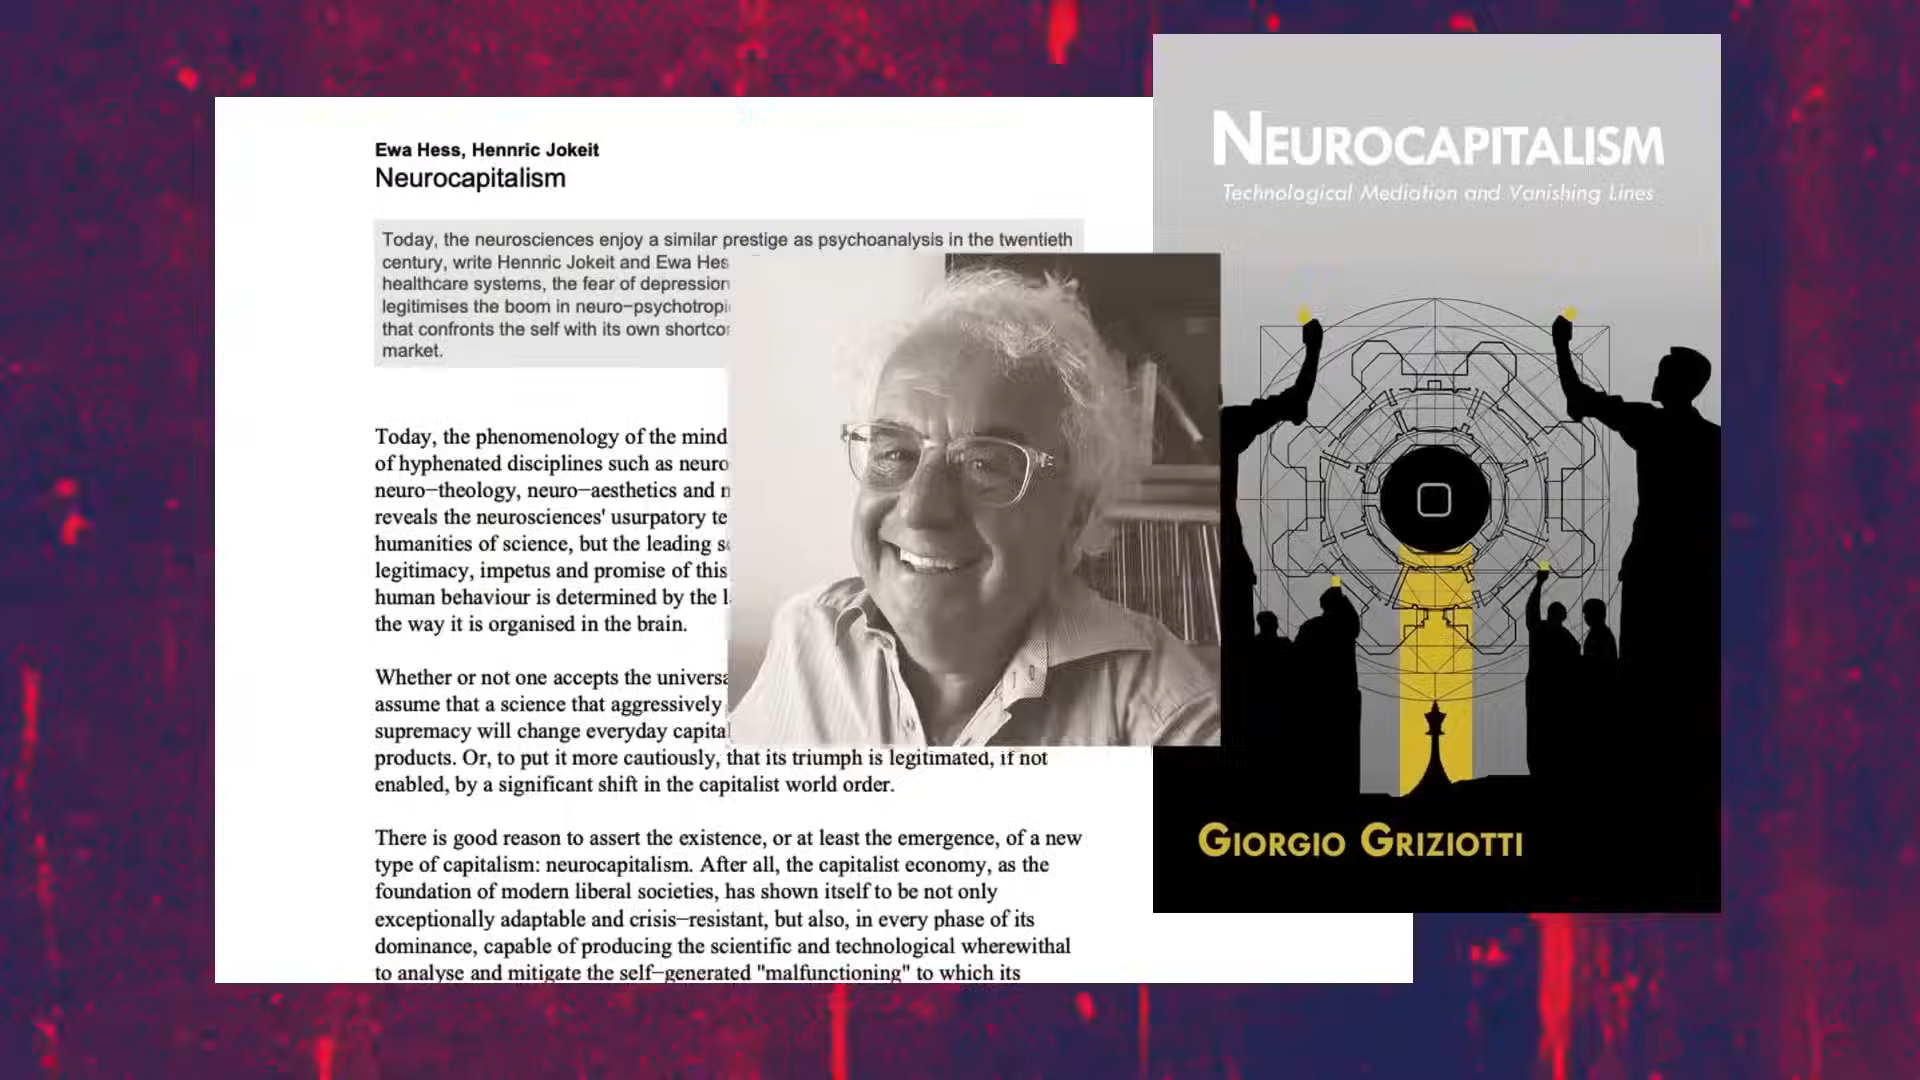 Ewa Hess, Hennric Jokeit
Neurocapitalism
Today, the neurosciences enjoy a similar prestige as psychoanalysis in the twentieth
century, write Hennric Jokeit and Ewa Hes
healthcare systems, the fear of depression
legitimises the boom in neuro−psychotropi
that confronts the self with its own shortco
market.
Today, the phenomenology of the mind
of hyphenated disciplines such as neuro
neuro−theology, neuro−aesthetics and
reveals the neurosciences' usurpatory te
humanities of science, but the leading
legitimacy, impetus and promise of this
human behaviour is determined by the
the way it is organised in the brain.
Whether or not one accepts the universa
assume that a science that aggressively
supremacy will change everyday capital
products. Or, to put it more cautiously, that its triumph is legitimated, if not
enabled, by a significant shift in the capitalist world order.
There is good reason to assert the existence, or at least the emergence, of a new
type of capitalism: neurocapitalism. After all, the capitalist economy, as the
foundation of modern liberal societies, has shown itself to be not only
exceptionally adaptable and crisis−resistant, but also, in every phase of its
dominance, capable of producing the scientific and technological wherewithal
to analyse and mitigate the self−generated "malfunctioning" to which its
NEUROCAPITALISM
Technological Mediation and Vanishing Lines
GIORGIO GRIZIOTTI